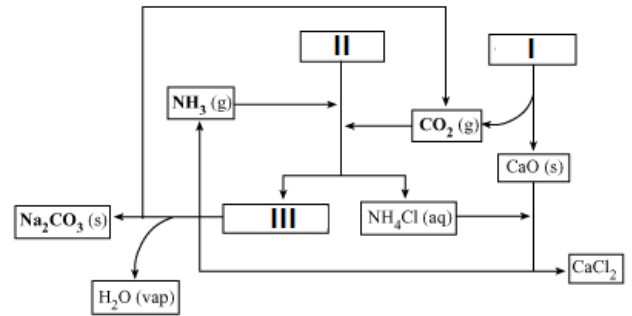 II
I
NH₃ (g)
CO₂ (g)
CaO (s)
Na₂CO₃ (s)
III
NH₄Cl (aq)
CaCl₂
H₂O (vap)